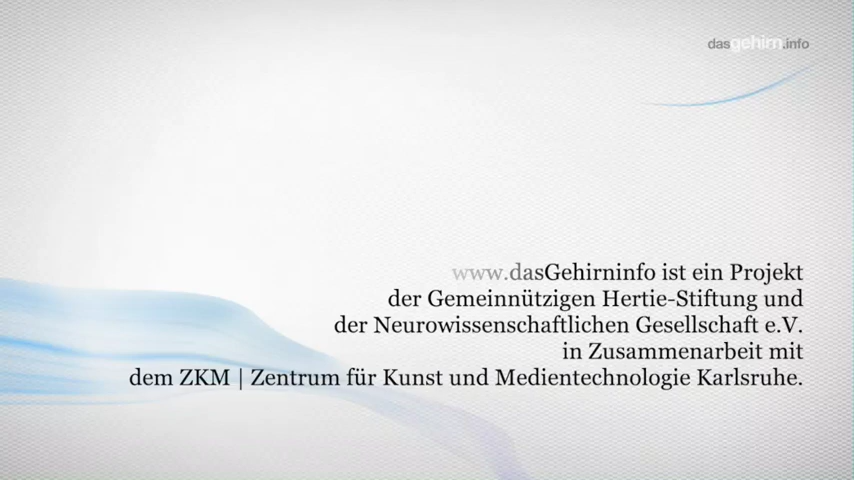 dasgehirn.info
www.dasGehirninfo ist ein Projekt
der Gemeinnützigen Hertie-Stiftung und
der Neurowissenschaftlichen Gesellschaft e.V.
in Zusammenarbeit mit
dem ZKM | Zentrum für Kunst und Medientechnologie Karlsruhe.